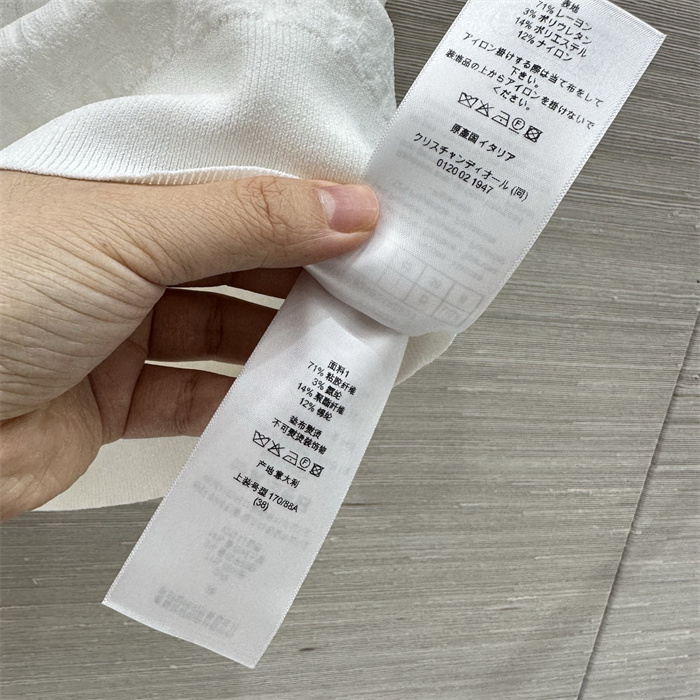 表地
71% レーヨン
3% ポリウレタン
14% ポリエステル
12% ナイロン
アイロン掛けする際は当て布をして
下さい。
装飾品の上からアイロンを掛けないで
ください。
原産国イタリア
クリスチャンディオール (同)
0120 02 1947
面料1
71% 粘胶纤维
3% 氨纶
14% 聚酯纤维
12% 锦纶
垫布熨烫
不可熨烫装饰物
产地意大利
上装号型 170/88A
(38)